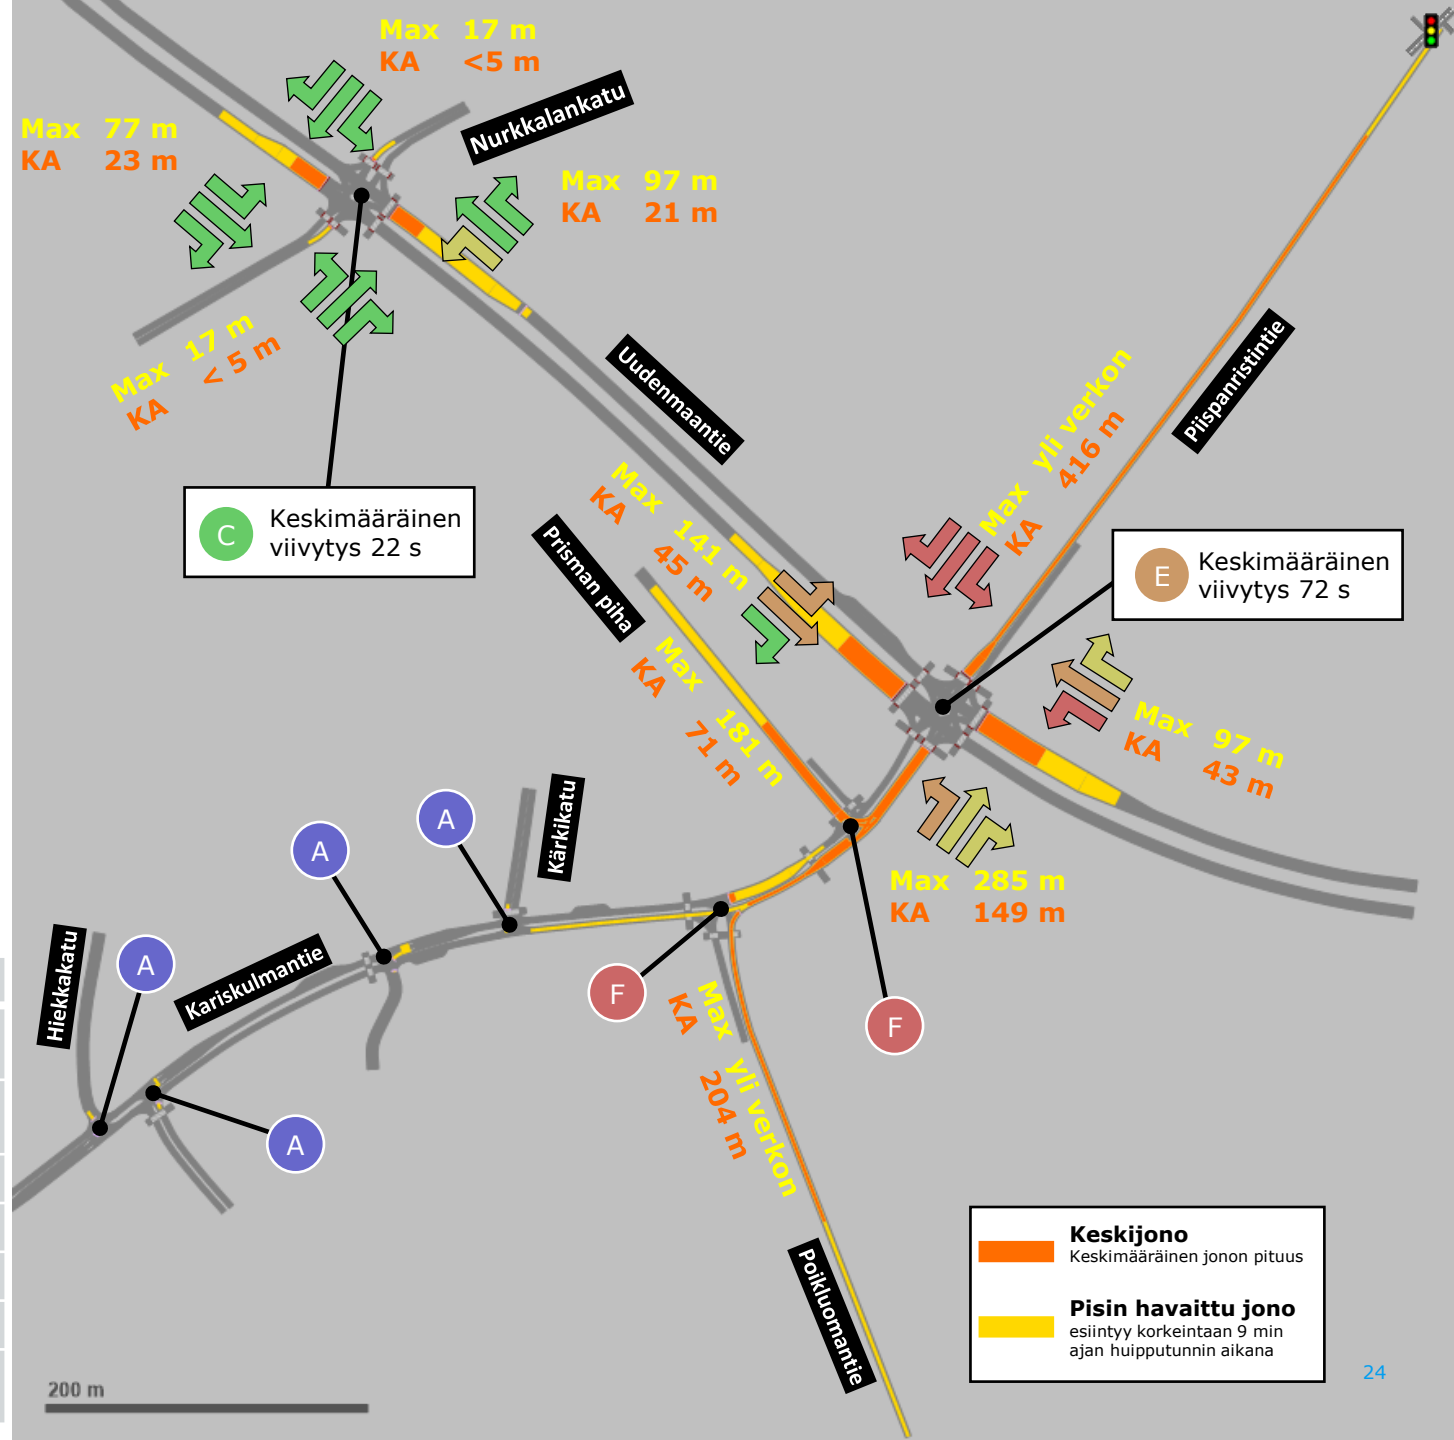 Max 17 m
KA <5 m
Nurkkalankatu
Max 77 m
KA 23 m
Max 97 m
KA 21 m
Max 17 m
KA < 5 m
Uudenmaantie
Piispanristintie
Max yli verkon
KA 416 m
C
Keskimääräinen
viivytys 22 s
Max 141 m
KA 45 m
Prisman piha
E
Keskimääräinen
viivytys 72 s
Max 181 m
KA 71 m
Max 97 m
KA 43 m
Kärkikatu
A
A
Max 285 m
KA 149 m
Hiekkakatu
A
Kariskulmantie
F
F
Max yli verkon
KA 204 m
A
Poikluomantie
Keskijono
Keskimääräinen jonon pituus
Pisin havaittu jono
esiintyy korkeintaan 9 min
ajan huipputunnin aikana
24
200 m